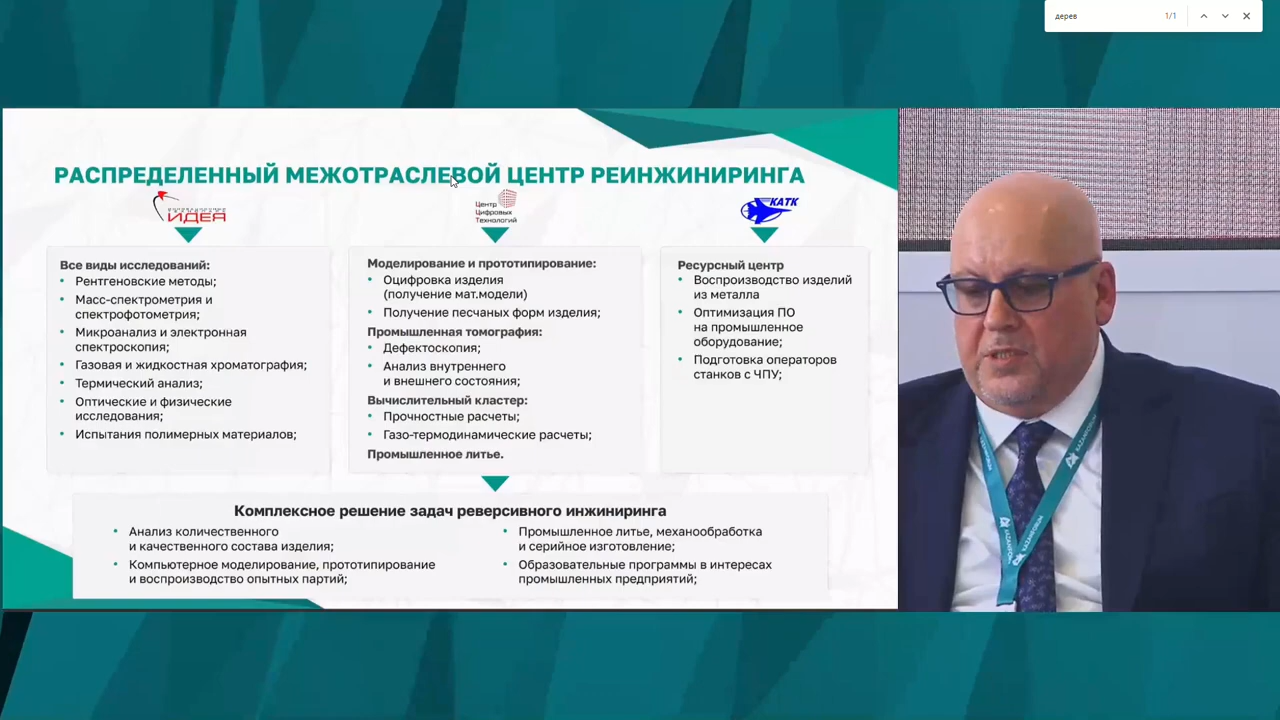 дерев
1/1
РАСПРЕДЕЛЕННЫЙ МЕЖОТРАСЛЕВОЙ ЦЕНТР РЕИНЖИНИРИНГА
ИДЕЯ
Все виды исследований:
• Рентгеновские методы;
• Масс-спектрометрия и
спектрофотометрия;
• Микроанализ и электронная
спектроскопия;
• Газовая и жидкостная хроматография;
• Термический анализ;
• Оптические и физические
исследования;
• Испытания полимерных материалов;
Центр
Цифровых
Технологий
Моделирование и прототипирование:
• Оцифровка изделия
(получение мат.модели)
• Получение песчаных форм изделия;
Промышленная томография:
• Дефектоскопия;
• Анализ внутреннего
и внешнего состояния;
Вычислительный кластер:
• Прочностные расчеты;
• Газо-термодинамические расчеты;
Промышленное литье.
КАТК
Ресурсный центр
• Воспроизводство изделий
из металла
• Оптимизация ПО
на промышленное
оборудование;
• Подготовка операторов
станков с ЧПУ;
Комплексное решение задач реверсивного инжиниринга
• Анализ количественного
и качественного состава изделия;
• Компьютерное моделирование, прототипирование
и воспроизводство опытных партий;
• Промышленное литье, механообработка
и серийное изготовление;
• Образовательные программы в интересах
промышленных предприятий;
KAZANFORUM
KAZANFORUM